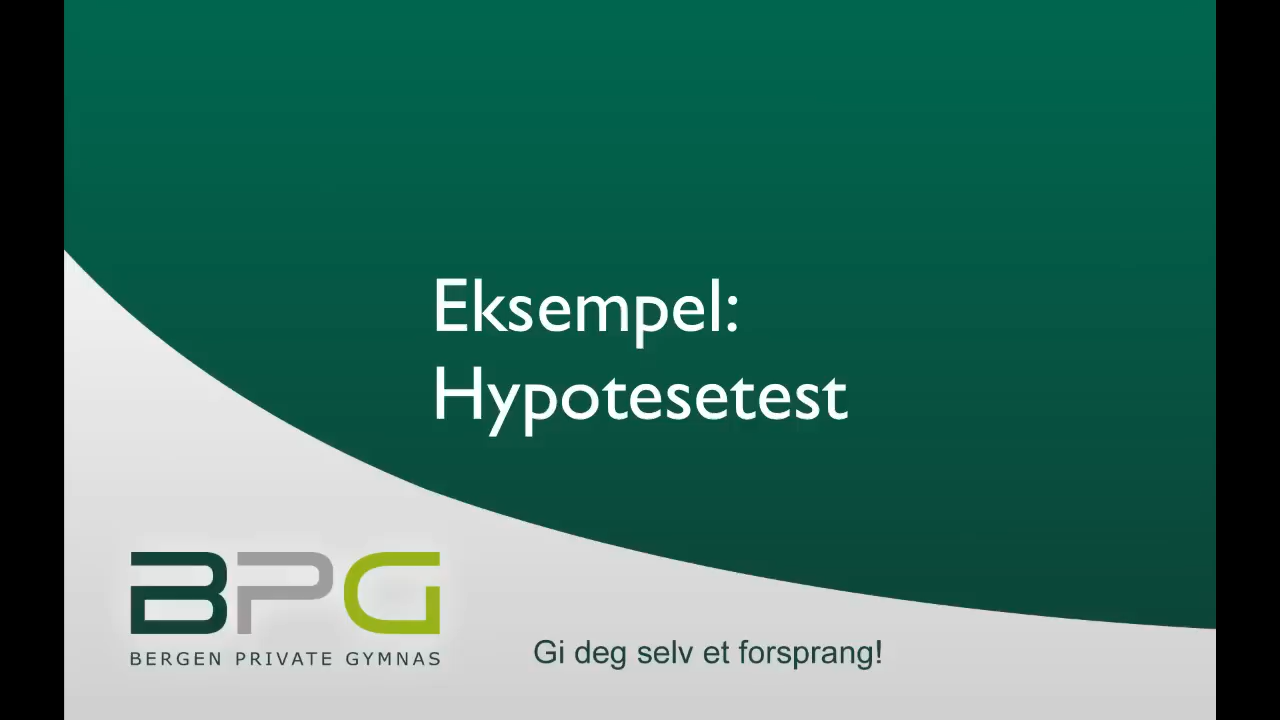 Eksempel:
Hypotesetest
BPG
BERGEN PRIVATE GYMNAS
Gi deg selv et forsprang!